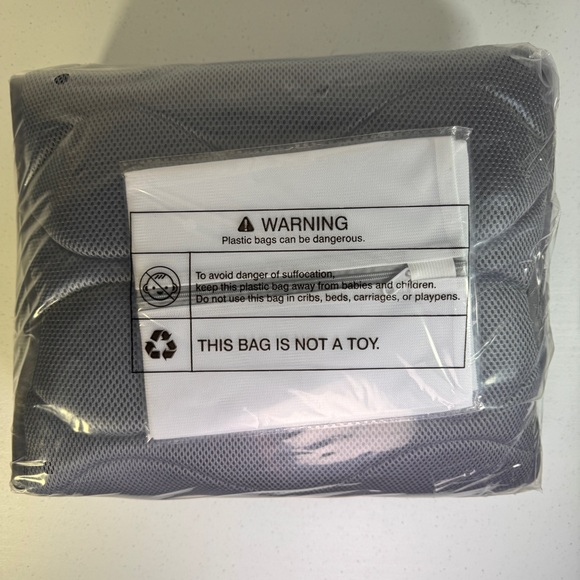 WARNING
Plastic bags can be dangerous.
To avoid danger of suffocation,
keep this plastic bag away from babies and children.
Do not use this bag in cribs, beds, carriages, or playpens.
THIS BAG IS NOT A TOY.